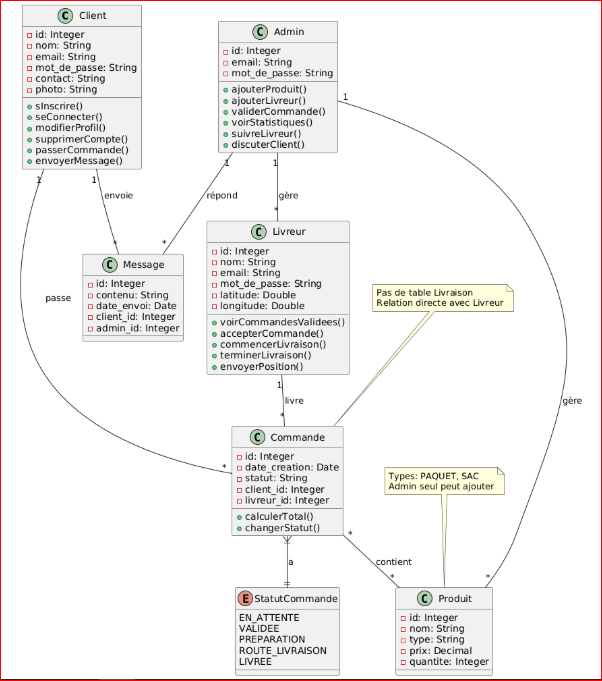 C Client
id: Integer
nom: String
email: String
mot_de_passe: String
contact: String
photo: String
sInscrire()
seConnecter()
modifierProfil()
supprimerCompte()
passerCommande()
envoyerMessage()
C Admin
id: Integer
email: String
mot_de_passe: String
ajouterProduit()
ajouterLivreur()
validerCommande()
voirStatistiques()
suivreLivreur()
discuterClient()
1
1
1
1
1
envoie
répond
gère
*
*
*
C Message
id: Integer
contenu: String
date_envoi: Date
client_id: Integer
admin_id: Integer
C Livreur
id: Integer
nom: String
email: String
mot_de_passe: String
latitude: Double
longitude: Double
voirCommandesValidees()
accepterCommande()
commencerLivraison()
terminerLivraison()
envoyerPosition()
passe
Pas de table Livraison
Relation directe avec Livreur
1
livre
*
gère
C Commande
id: Integer
date_creation: Date
statut: String
client_id: Integer
livreur_id: Integer
calculerTotal()
changerStatut()
*
Types: PAQUET, SAC
Admin seul peut ajouter
*
a
contient
*
*
E StatutCommande
EN_ATTENTE
VALIDEE
PREPARATION
ROUTE_LIVRAISON
LIVREE
C Produit
id: Integer
nom: String
type: String
prix: Decimal
quantite: Integer